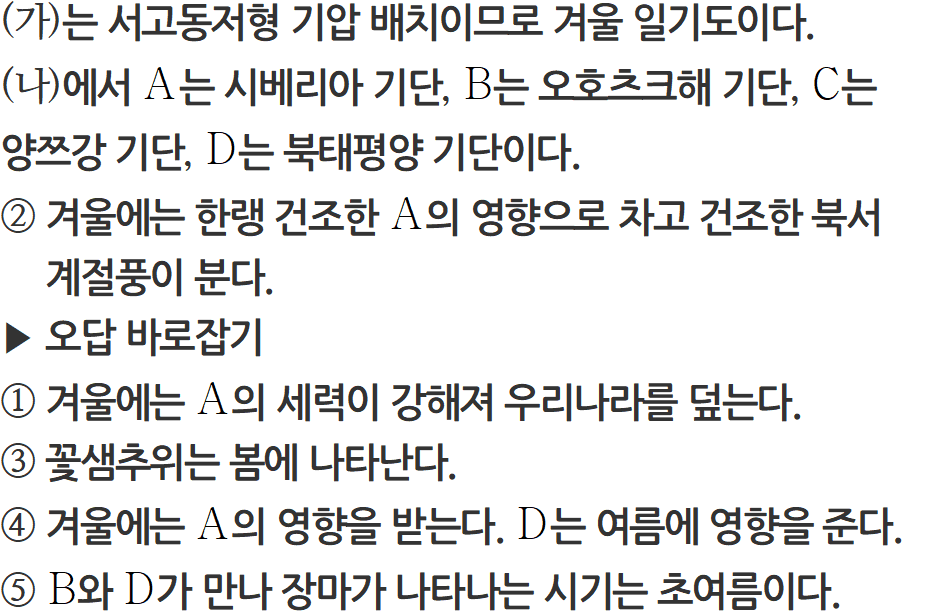 (가)는 서고동저형 기압 배치이므로 겨울 일기도이다.
(나)에서 A는 시베리아 기단, B는 오호츠크해 기단, C는
양쯔강 기단, D는 북태평양 기단이다.
② 겨울에는 한랭 건조한 A의 영향으로 차고 건조한 북서
계절풍이 분다.
▶ 오답 바로잡기
① 겨울에는 A의 세력이 강해져 우리나라를 덮는다.
③ 꽃샘추위는 봄에 나타난다.
④ 겨울에는 A의 영향을 받는다. D는 여름에 영향을 준다.
⑤ B와 D가 만나 장마가 나타나는 시기는 초여름이다.